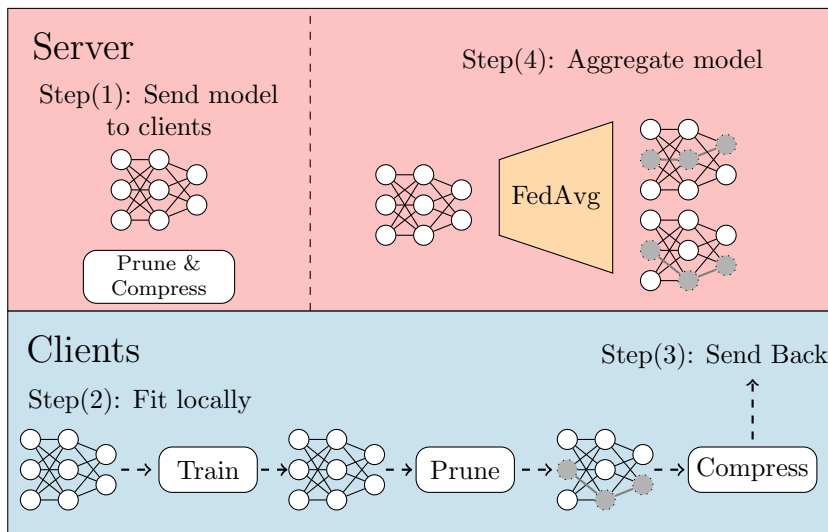 Server
Step(1): Send model
to clients
Prune &
Compress
Step(4): Aggregate model
FedAvg
Clients
Step(3): Send Back
Step(2): Fit locally
Train
Prune
Compress